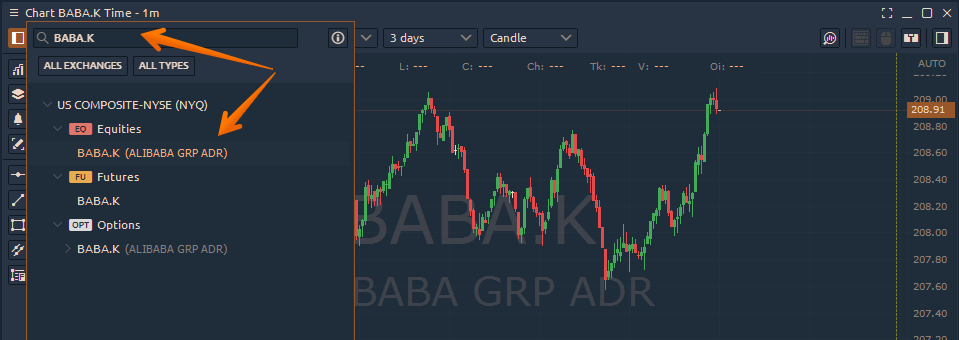 Chart BABA.K Time - 1m
BABA.K
3 days
Candle
ALL EXCHANGES ALL TYPES
L: --- C: --- Ch: --- Tk: --- V: --- Oi: ---
AUTO
US COMPOSITE-NYSE (NYQ)
EQ Equities
BABA.K (ALIBABA GRP ADR)
FU Futures
BABA.K
OPT Options
BABA.K (ALIBABA GRP ADR)
BABA.K
BABA GRP ADR
209.00
208.91
208.80
208.60
208.40
208.20
208.00
207.80
207.60
207.40